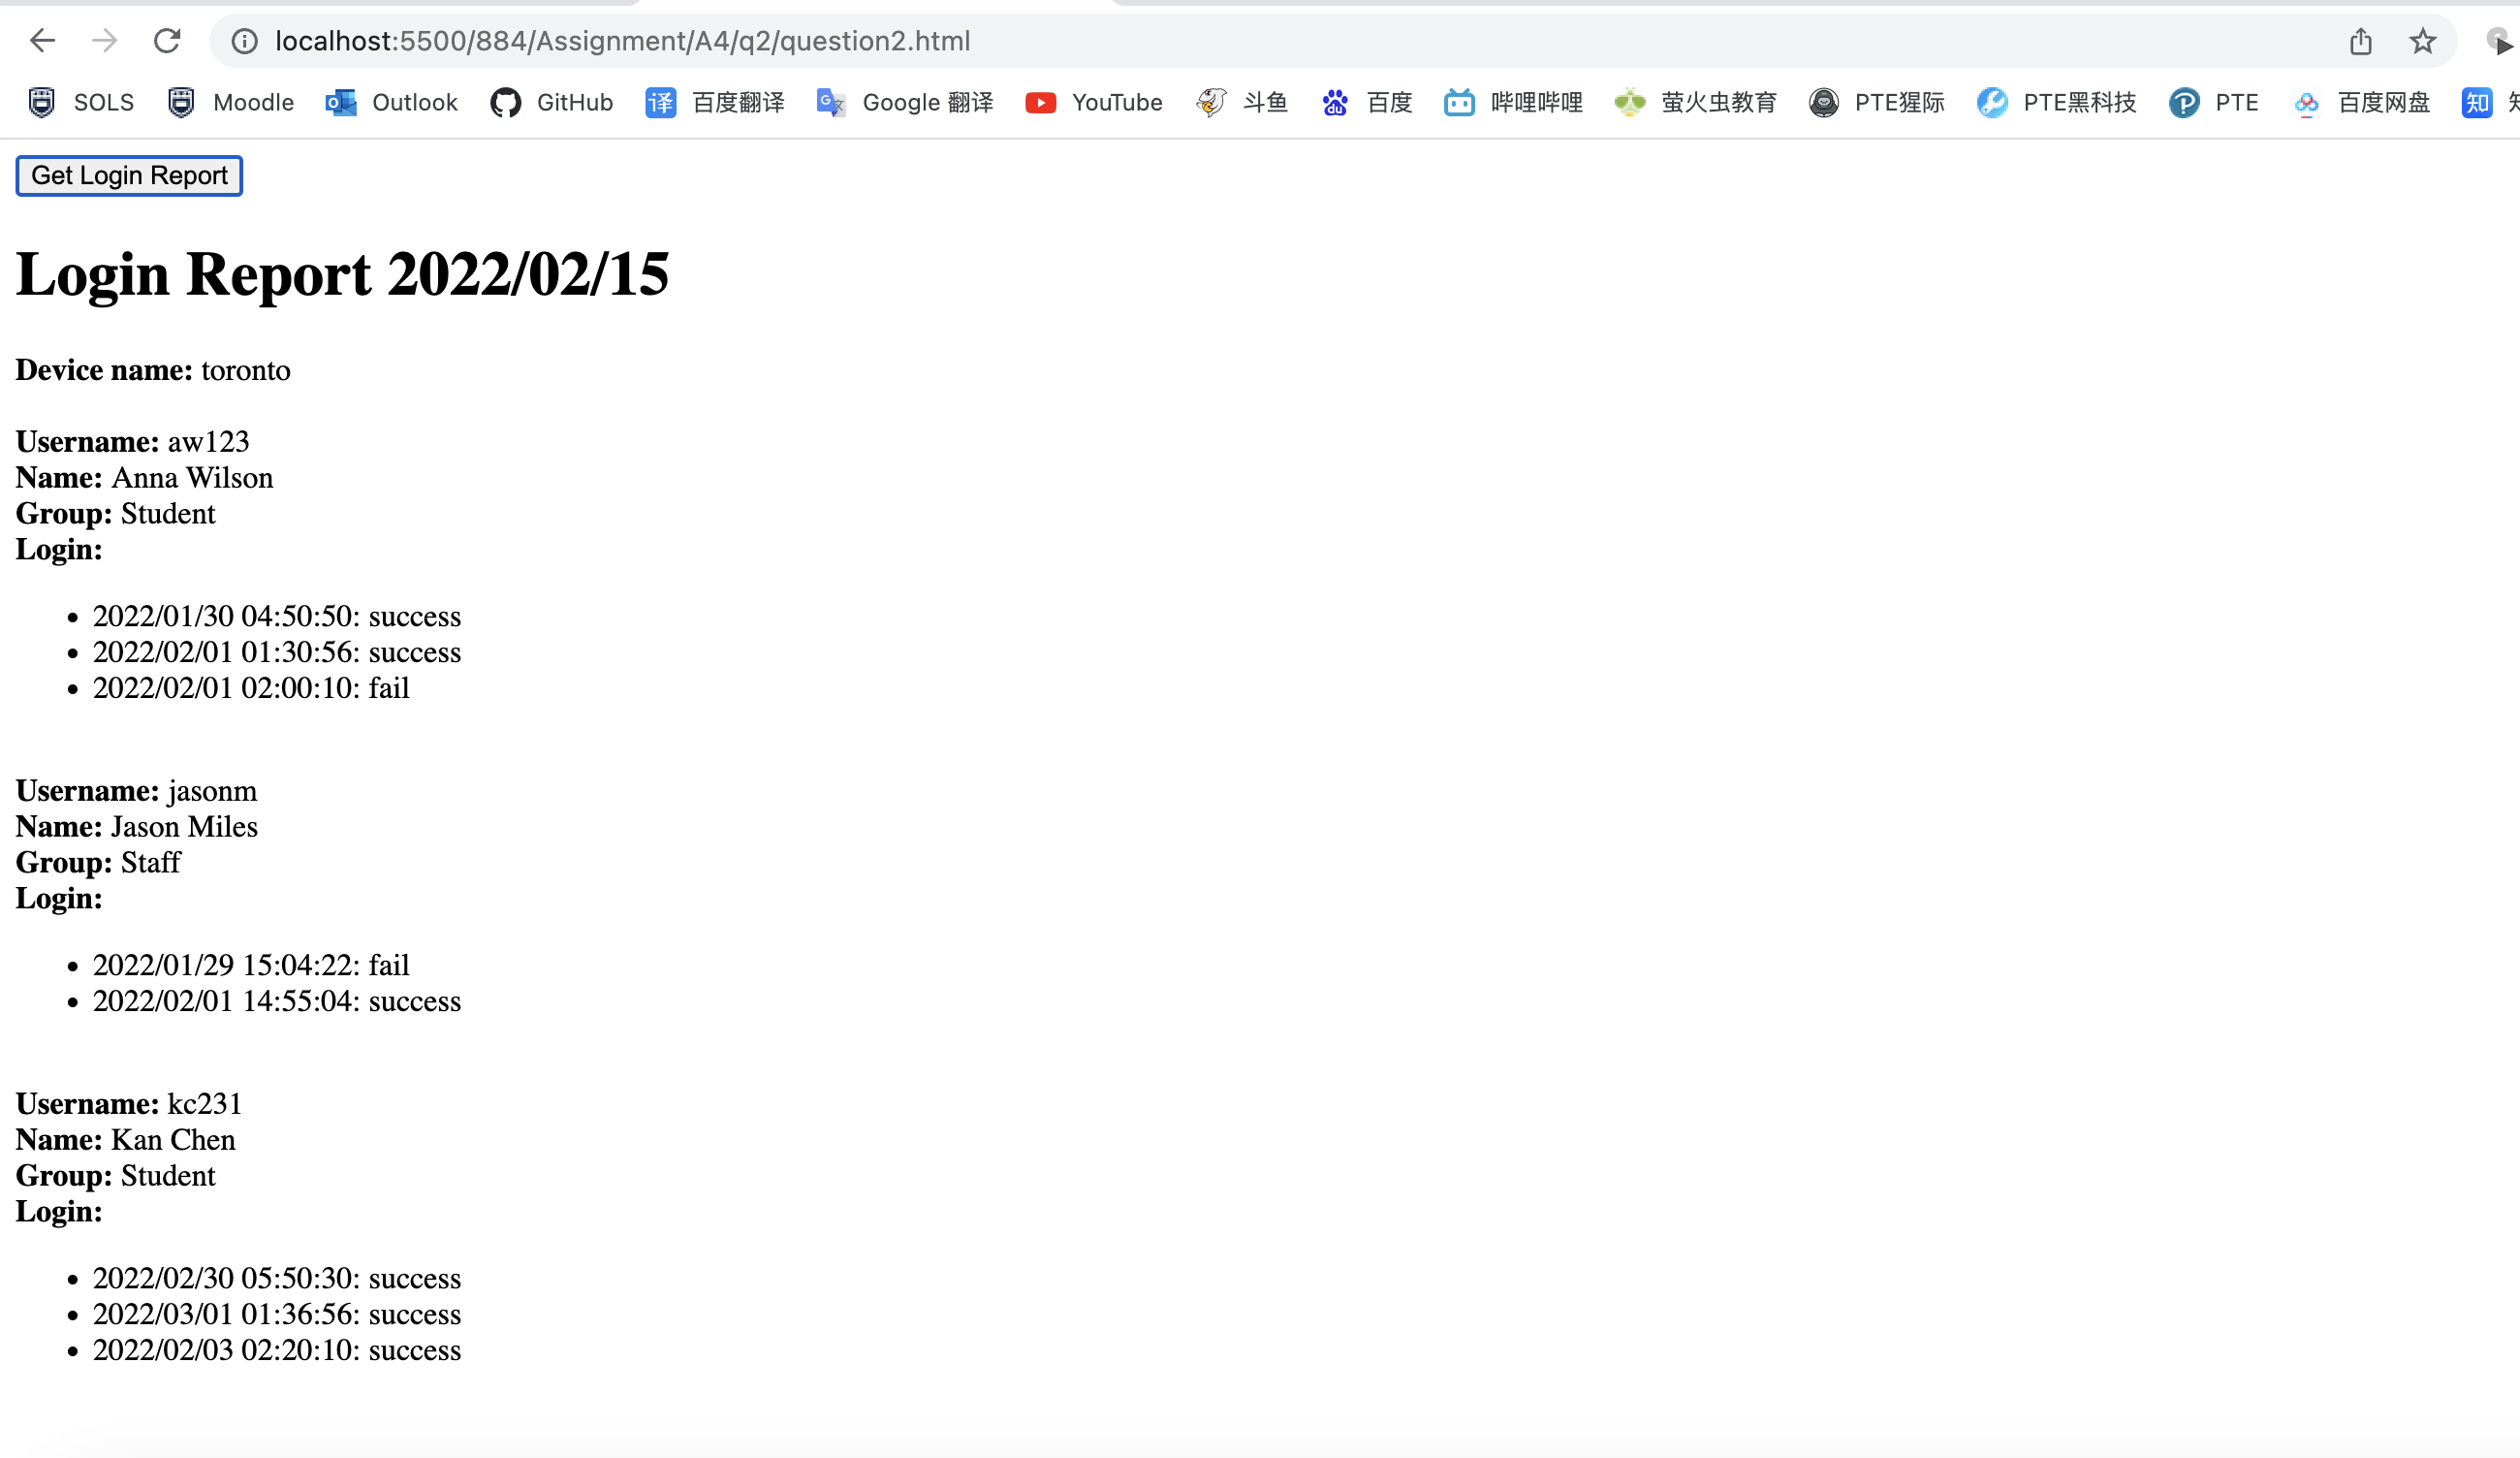 localhost:5500/884/Assignment/A4/q2/question2.html
SOLS Moodle Outlook GitHub 译 百度翻译 Google 翻译 YouTube 斗鱼 百度 哔哩哔哩 萤火虫教育 PTE猩际 PTE黑科技 PTE 百度网盘 知
Get Login Report
Login Report 2022/02/15
Device name: toronto
Username: aw123
Name: Anna Wilson
Group: Student
Login:
• 2022/01/30 04:50:50: success
• 2022/02/01 01:30:56: success
• 2022/02/01 02:00:10: fail
Username: jasonm
Name: Jason Miles
Group: Staff
Login:
• 2022/01/29 15:04:22: fail
• 2022/02/01 14:55:04: success
Username: kc231
Name: Kan Chen
Group: Student
Login:
• 2022/02/30 05:50:30: success
• 2022/03/01 01:36:56: success
• 2022/02/03 02:20:10: success